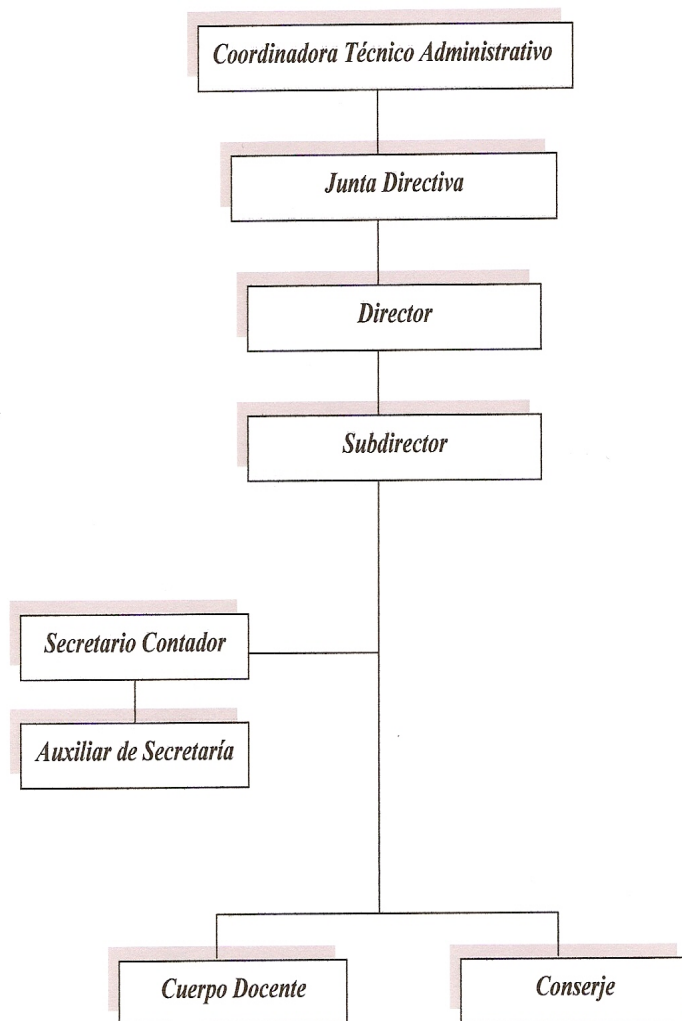 Coordinadora Técnico Administrativo
Junta Directiva
Director
Subdirector
Secretario Contador
Auxiliar de Secretaría
Cuerpo Docente
Conserje